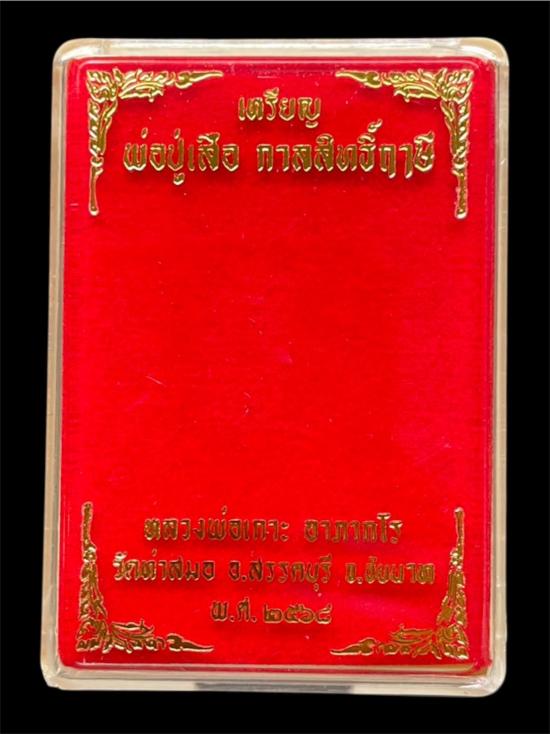 เหรียญ
พ่อปู่เสือ กาลสิทธิ์ฤาษี
หลวงพ่อเกาะ อาภากโร
วัดท่าสมอ อ.สรรคบุรี จ.ชัยนาท
พ.ศ. ๒๕๖๘